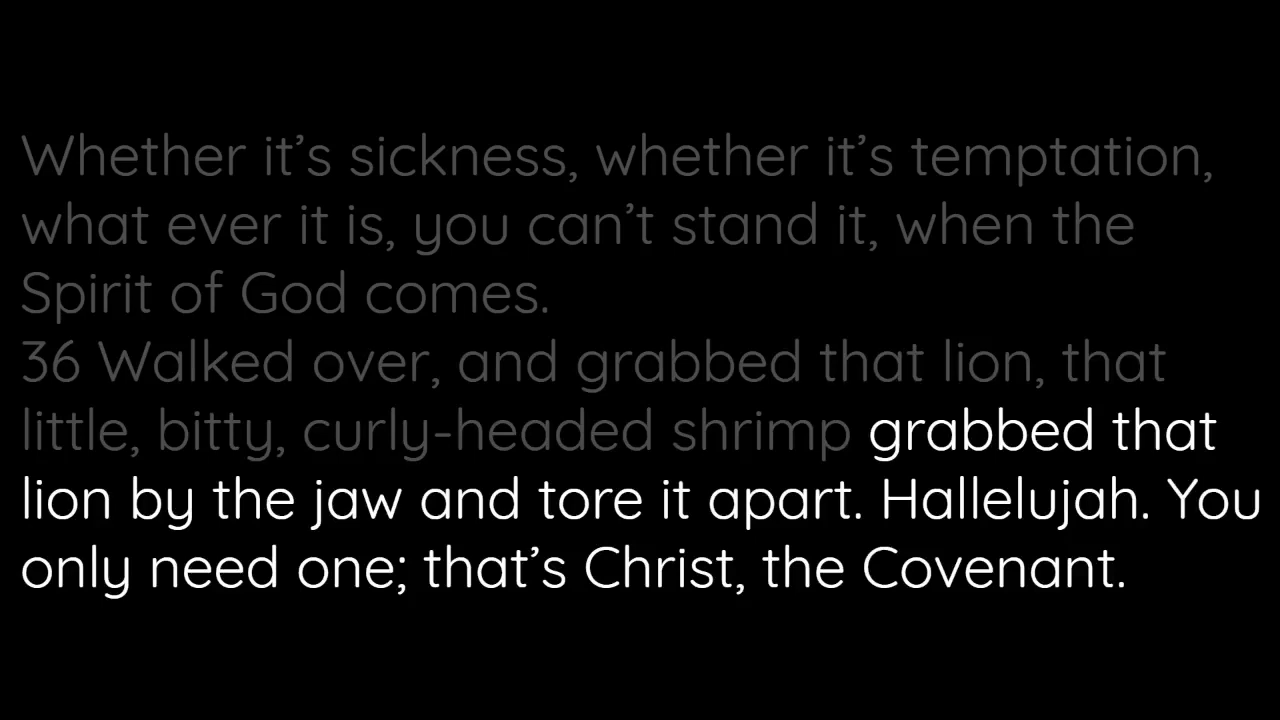 Whether it’s sickness, whether it’s temptation,
what ever it is, you can’t stand it, when the
Spirit of God comes.
36 Walked over, and grabbed that lion, that
little, bitty, curly-headed shrimp grabbed that
lion by the jaw and tore it apart. Hallelujah. You
only need one; that’s Christ, the Covenant.